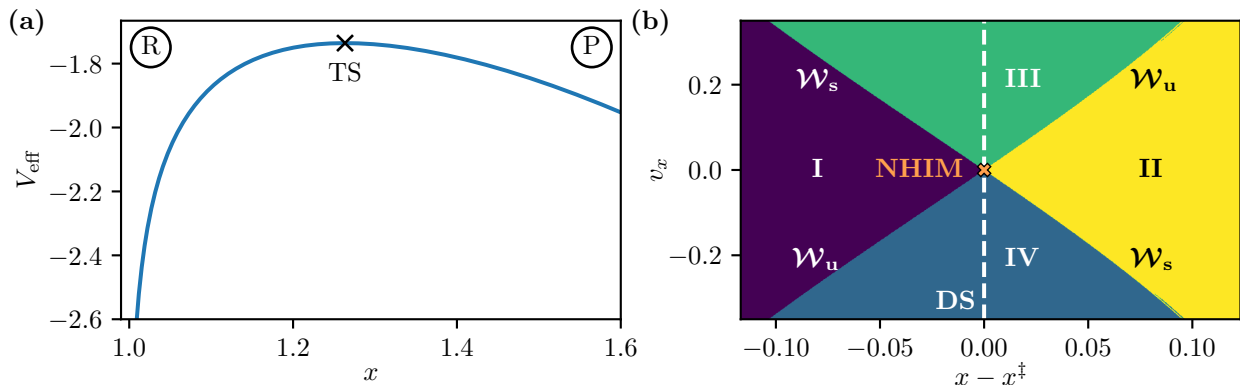 (a)
R
P
TS
−1.8
−2.0
−2.2
−2.4
−2.6
V_eff
1.0
1.2
1.4
1.6
x
(b)
0.2
0.0
−0.2
v_x
W_s
III
W_u
I
NHIM
II
W_u
IV
W_s
DS
−0.10
−0.05
0.00
0.05
0.10
x − x‡